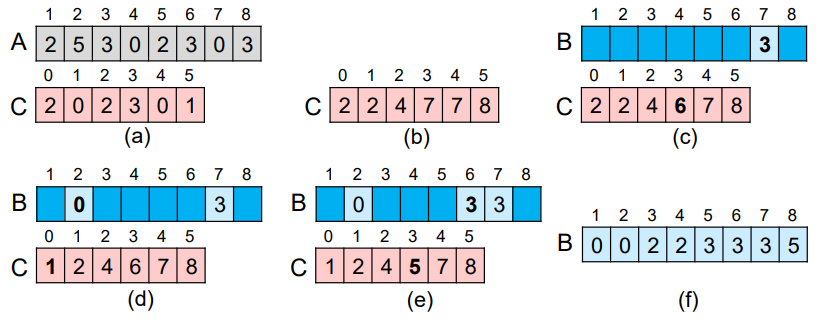 1 2 3 4 5 6 7 8
A 2 5 3 0 2 3 0 3
0 1 2 3 4 5
C 2 0 2 3 0 1
(a)
0 1 2 3 4 5
C 2 2 4 7 7 8
(b)
1 2 3 4 5 6 7 8
B 3
0 1 2 3 4 5
C 2 2 4 6 7 8
(c)
1 2 3 4 5 6 7 8
B 0 3
0 1 2 3 4 5
C 1 2 4 6 7 8
(d)
1 2 3 4 5 6 7 8
B 0 3 3
0 1 2 3 4 5
C 1 2 4 5 7 8
(e)
1 2 3 4 5 6 7 8
B 0 0 2 2 3 3 3 5
(f)